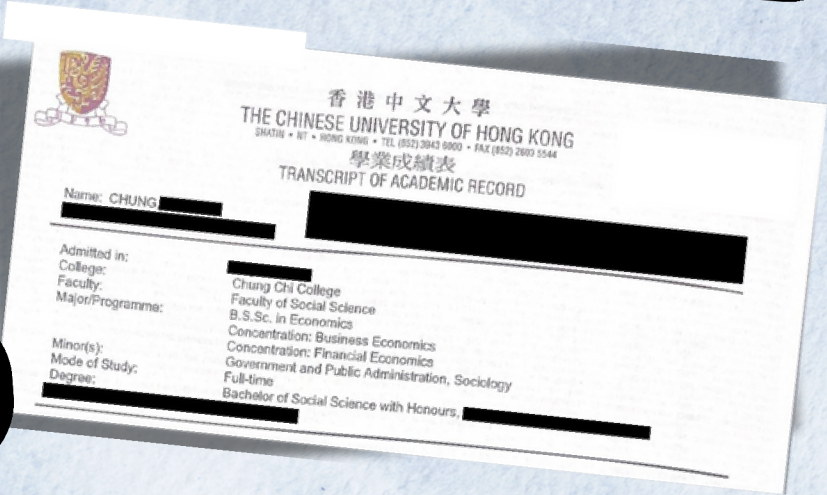 香港中文大學
THE CHINESE UNIVERSITY OF HONG KONG
SHATIN • NT • HONG KONG • TEL (852) 3943 6000 • FAX (852) 2603 5544
學業成績表
TRANSCRIPT OF ACADEMIC RECORD
Name: CHUNG
Admitted in:
College: Chung Chi College
Faculty: Faculty of Social Science
Major/Programme: B.S.Sc. in Economics
Concentration: Business Economics
Concentration: Financial Economics
Minor(s): Government and Public Administration, Sociology
Mode of Study: Full-time
Degree: Bachelor of Social Science with Honours,